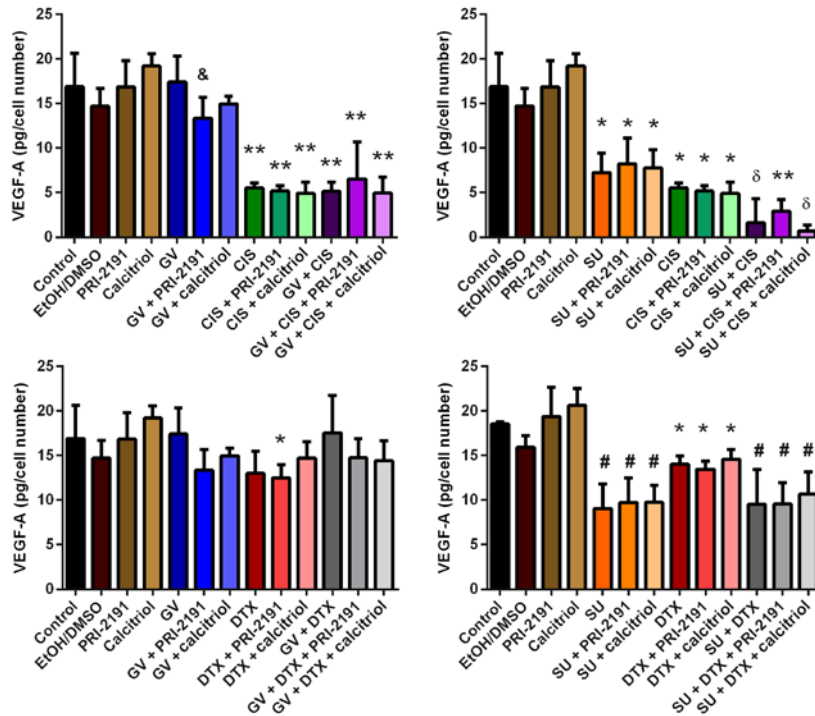 VEGF-A (pg/cell number)
25
20
15
10
5
0
&
**
**
**
**
**
**
Control
EtOH/DMSO
PRI-2191
Calcitriol
GV
GV + PRI-2191
GV + calcitriol
CIS
CIS + PRI-2191
CIS + calcitriol
GV + CIS
GV + CIS + PRI-2191
GV + CIS + calcitriol
VEGF-A (pg/cell number)
25
20
15
10
5
0
*
*
*
*
*
*
δ
**
δ
Control
EtOH/DMSO
PRI-2191
Calcitriol
SU
SU + PRI-2191
SU + calcitriol
CIS
CIS + PRI-2191
CIS + calcitriol
SU + CIS
SU + CIS + PRI-2191
SU + CIS + calcitriol
VEGF-A (pg/cell number)
25
20
15
10
5
0
*
Control
EtOH/DMSO
PRI-2191
Calcitriol
GV
GV + PRI-2191
GV + calcitriol
DTX
DTX + PRI-2191
DTX + calcitriol
GV + DTX
GV + DTX + PRI-2191
GV + DTX + calcitriol
VEGF-A (pg/cell number)
25
20
15
10
5
0
#
#
#
*
*
*
#
#
#
Control
EtOH/DMSO
PRI-2191
Calcitriol
SU
SU + PRI-2191
SU + calcitriol
DTX
DTX + PRI-2191
DTX + calcitriol
SU + DTX
SU + DTX + PRI-2191
SU + DTX + calcitriol